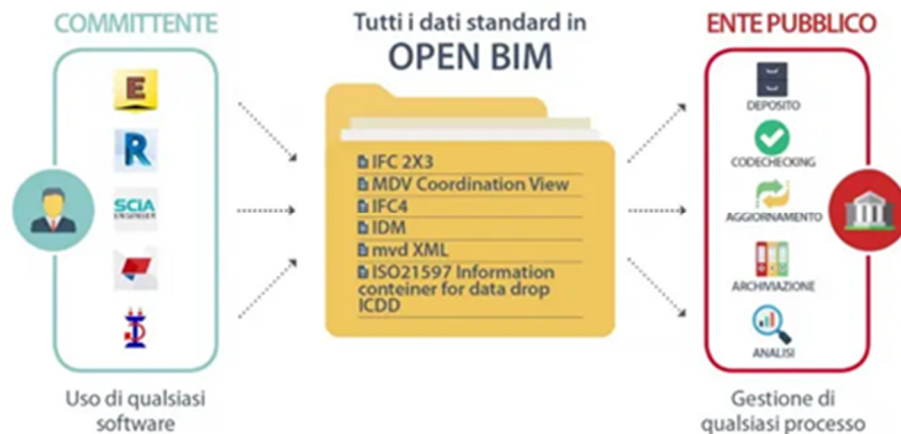 COMMITTENTE
E
R
SCIA
ENGINEER
Uso di qualsiasi
software
Tutti i dati standard in
OPEN BIM
IFC 2X3
MDV Coordination View
IFC4
IDM
mvd XML
ISO21597 Information
conteiner for data drop
ICDD
ENTE PUBBLICO
DEPOSITO
CODECHECKING
AGGIORNAMENTO
ARCHIVIAZIONE
ANALISI
Gestione di
qualsiasi processo